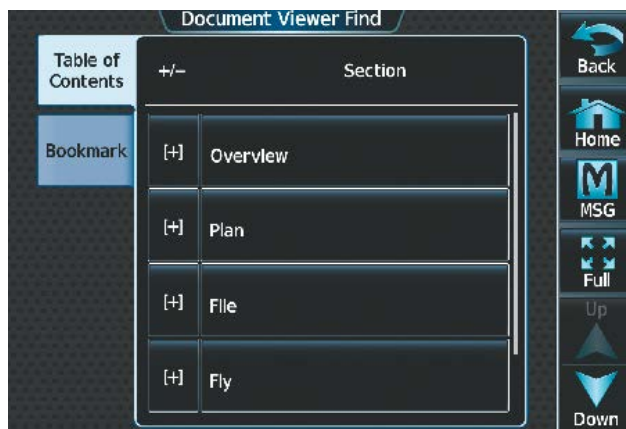 Document Viewer Find
Table of
Contents
+/–
Section
Back
Bookmark
[+]
Overview
Home
MSG
[+]
Plan
Full
[+]
File
Up
[+]
Fly
Down